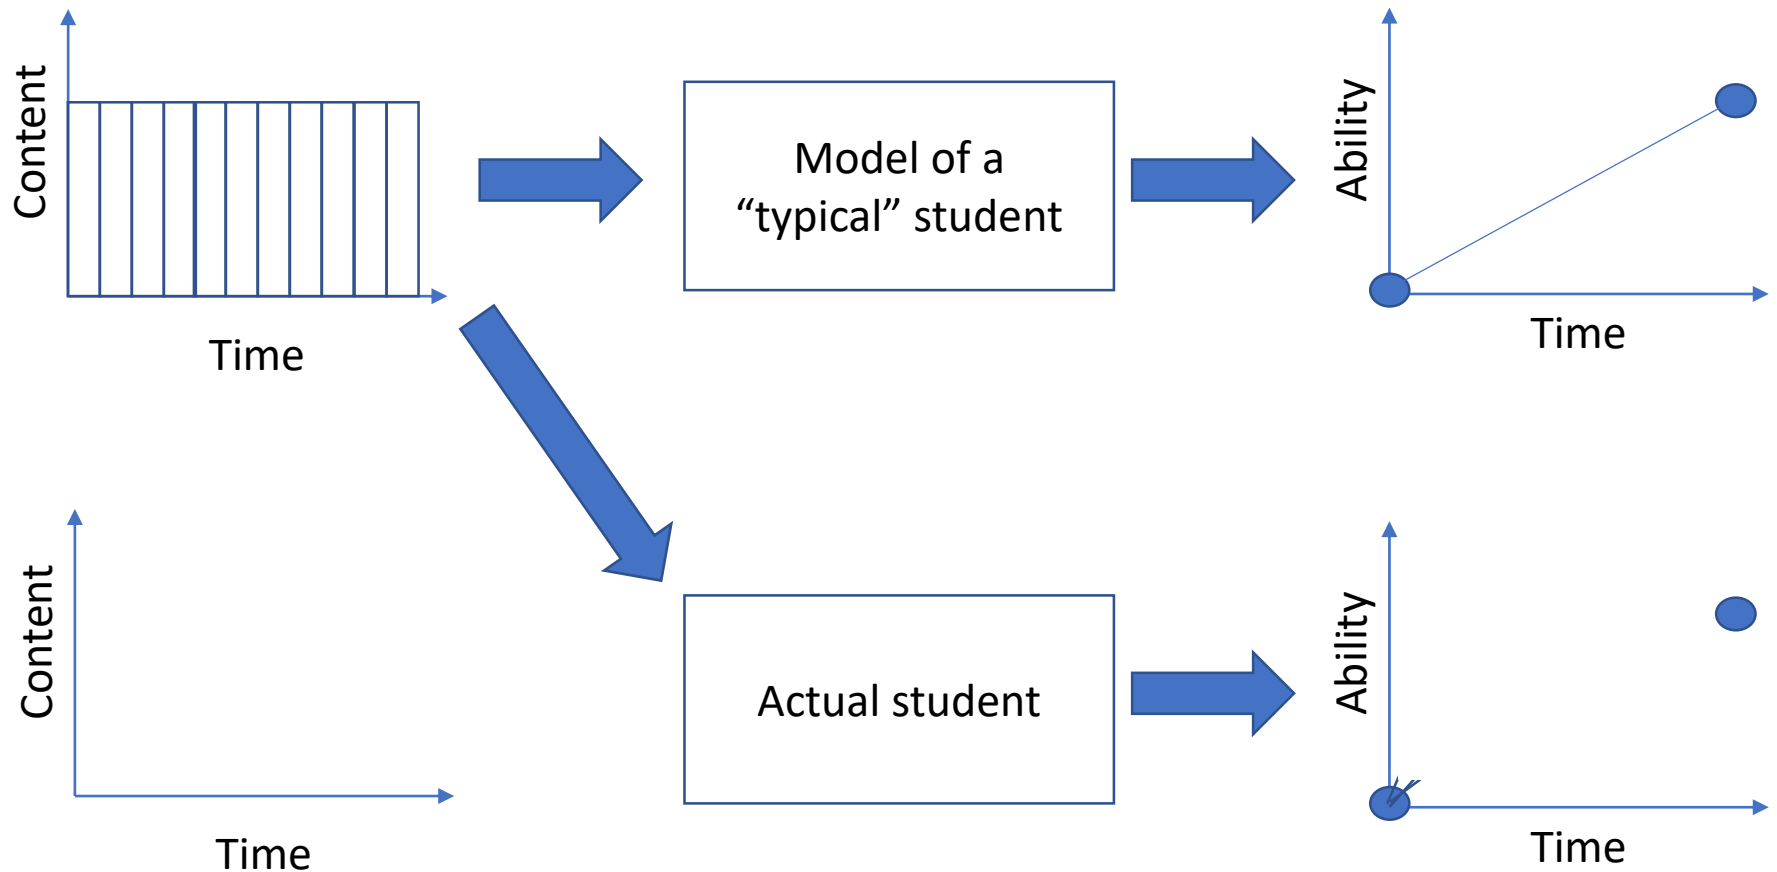 Content
Time
Model of a
“typical” student
Ability
Time
Content
Time
Actual student
Ability
Time